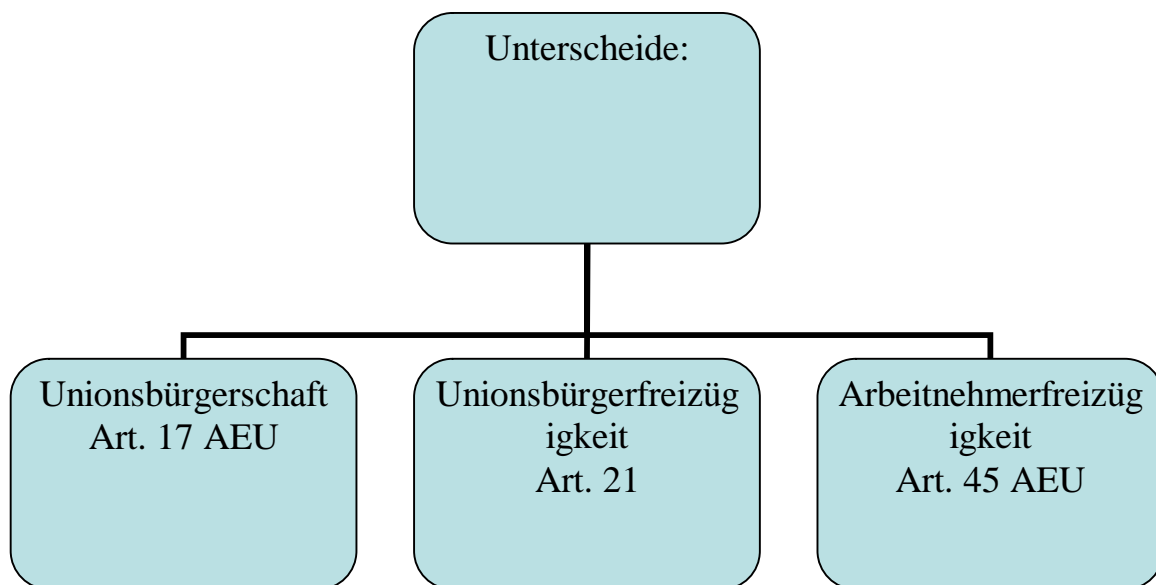 Unterscheide:
Unionsbürgerschaft
Art. 17 AEU
Unionsbürgerfreizüg
igkeit
Art. 21
Arbeitnehmerfreizüg
igkeit
Art. 45 AEU